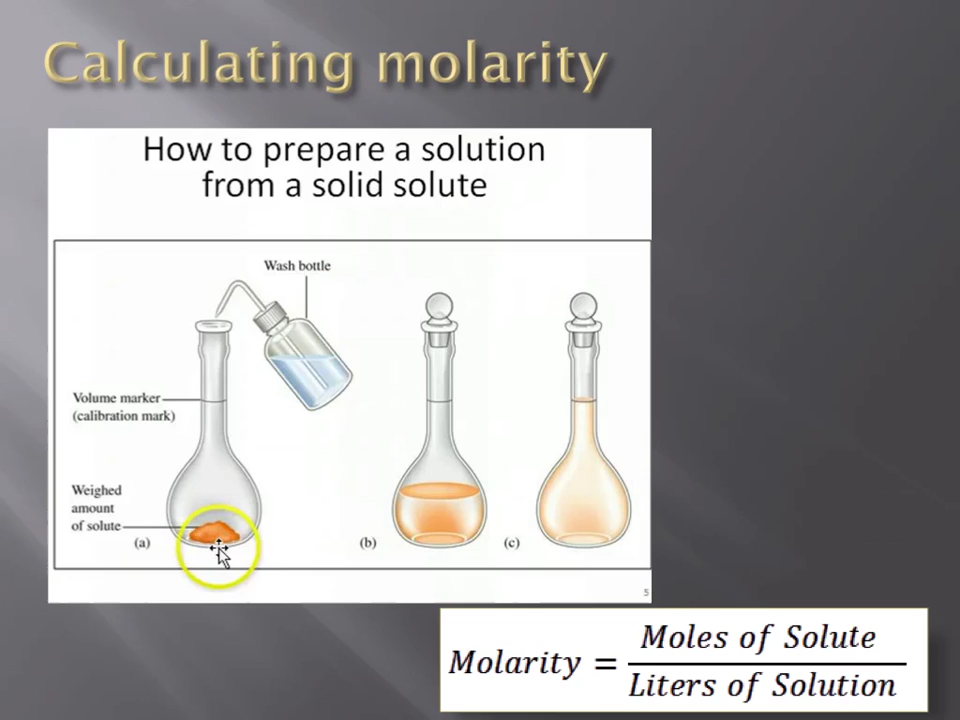 Calculating molarity
How to prepare a solution
from a solid solute
Wash bottle
Volume marker
(calibration mark)
Weighed
amount
of solute
(a)
(b)
(c)
5
Molarity = Moles of Solute
Liters of Solution